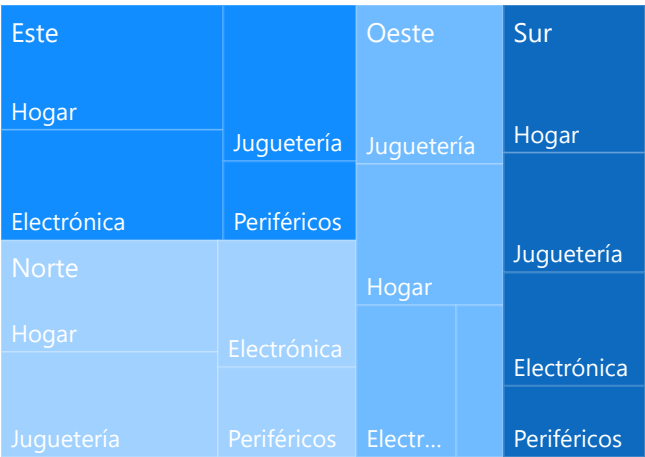 Este
Hogar
Juguetería
Electrónica
Periféricos
Norte
Hogar
Electrónica
Juguetería
Periféricos
Oeste
Juguetería
Hogar
Electr...
Sur
Hogar
Juguetería
Electrónica
Periféricos